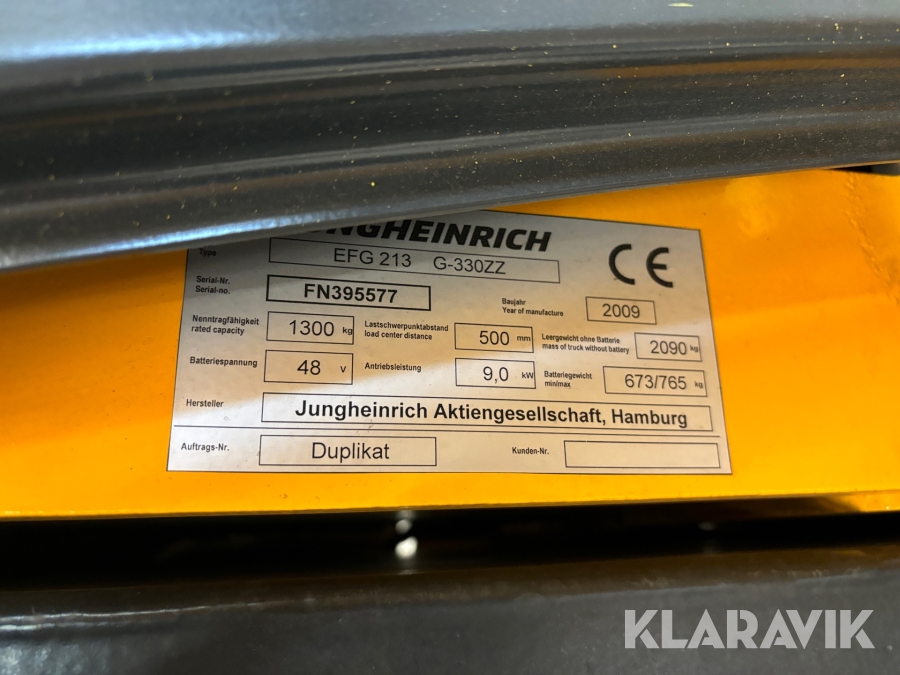 JUNGHEINRICH
Type EFG 213 G-330ZZ
CE
Serial-Nr.
Serial-no. FN395577
Baujahr
Year of manufacture 2009
Nenntragfähigkeit
rated capacity 1300 kg
Lastschwerpunktabstand
load center distance 500 mm
Leergewicht ohne Batterie
mass of truck without battery 2090 kg
Batteriespannung 48 V
Antriebsleistung 9,0 kW
Batteriegewicht
min/max 673/765 kg
Hersteller Jungheinrich Aktiengesellschaft, Hamburg
Auftrags-Nr. Duplikat
Kunden-Nr.
KLARAVIK